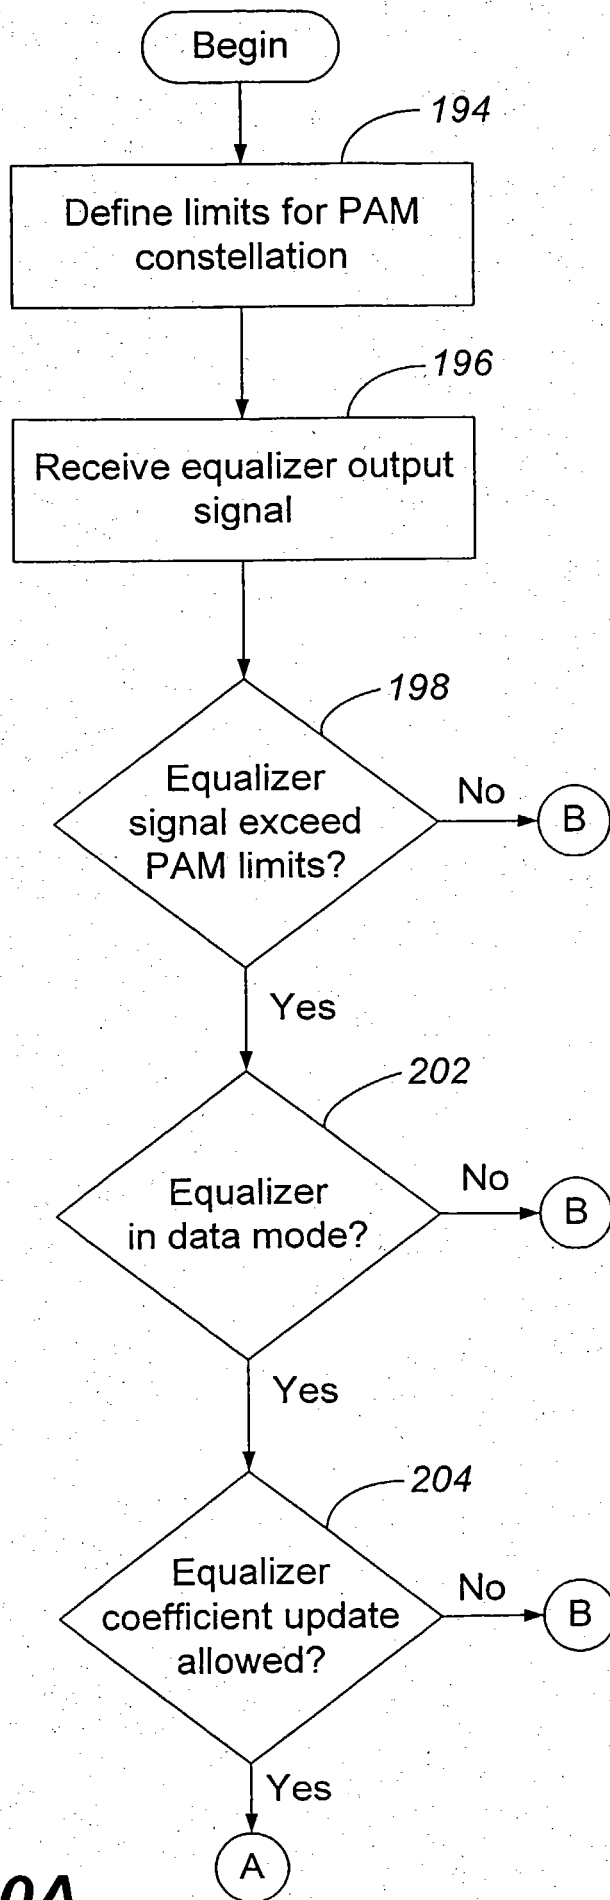 Begin
194
Define limits for PAM
constellation
196
Receive equalizer output
signal
198
Equalizer
signal exceed
PAM limits?
No
B
Yes
202
Equalizer
in data mode?
No
B
Yes
204
Equalizer
coefficient update
allowed?
No
B
Yes
A
0A